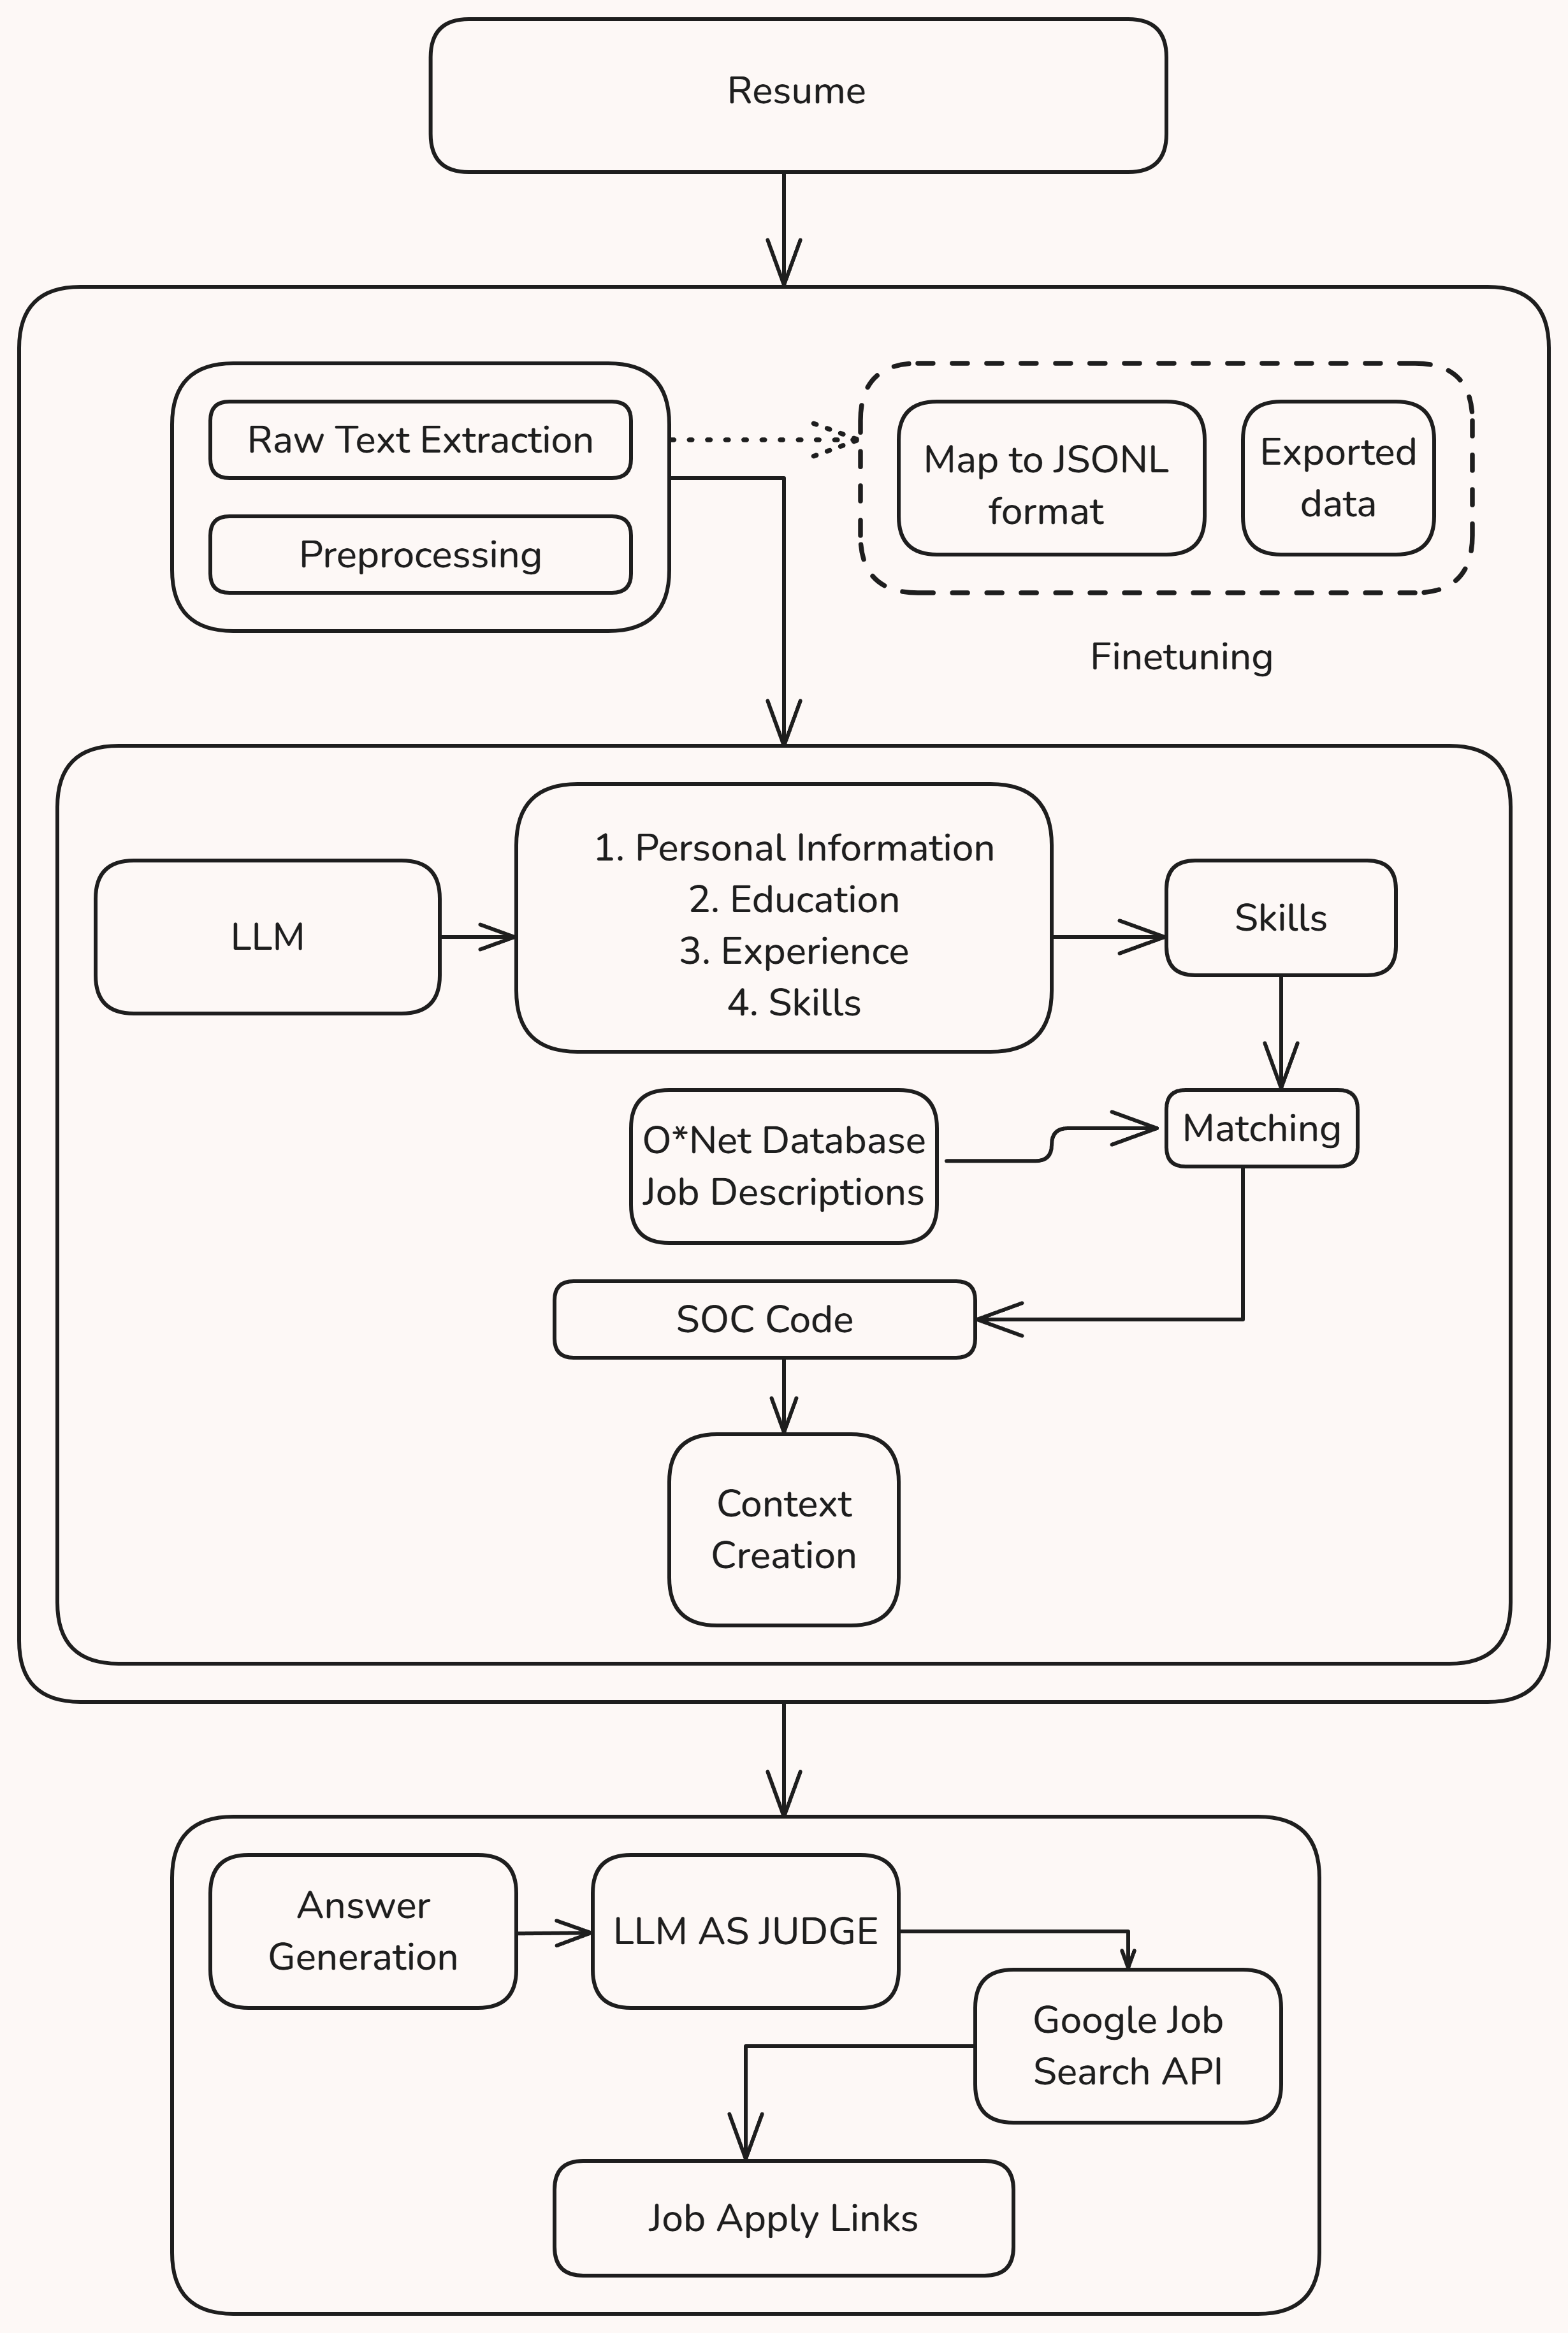 Resume
Raw Text Extraction
Preprocessing
Map to JSONL
format
Exported
data
Finetuning
LLM
1. Personal Information
2. Education
3. Experience
4. Skills
Skills
O*Net Database
Job Descriptions
Matching
SOC Code
Context
Creation
Answer
Generation
LLM AS JUDGE
Google Job
Search API
Job Apply Links